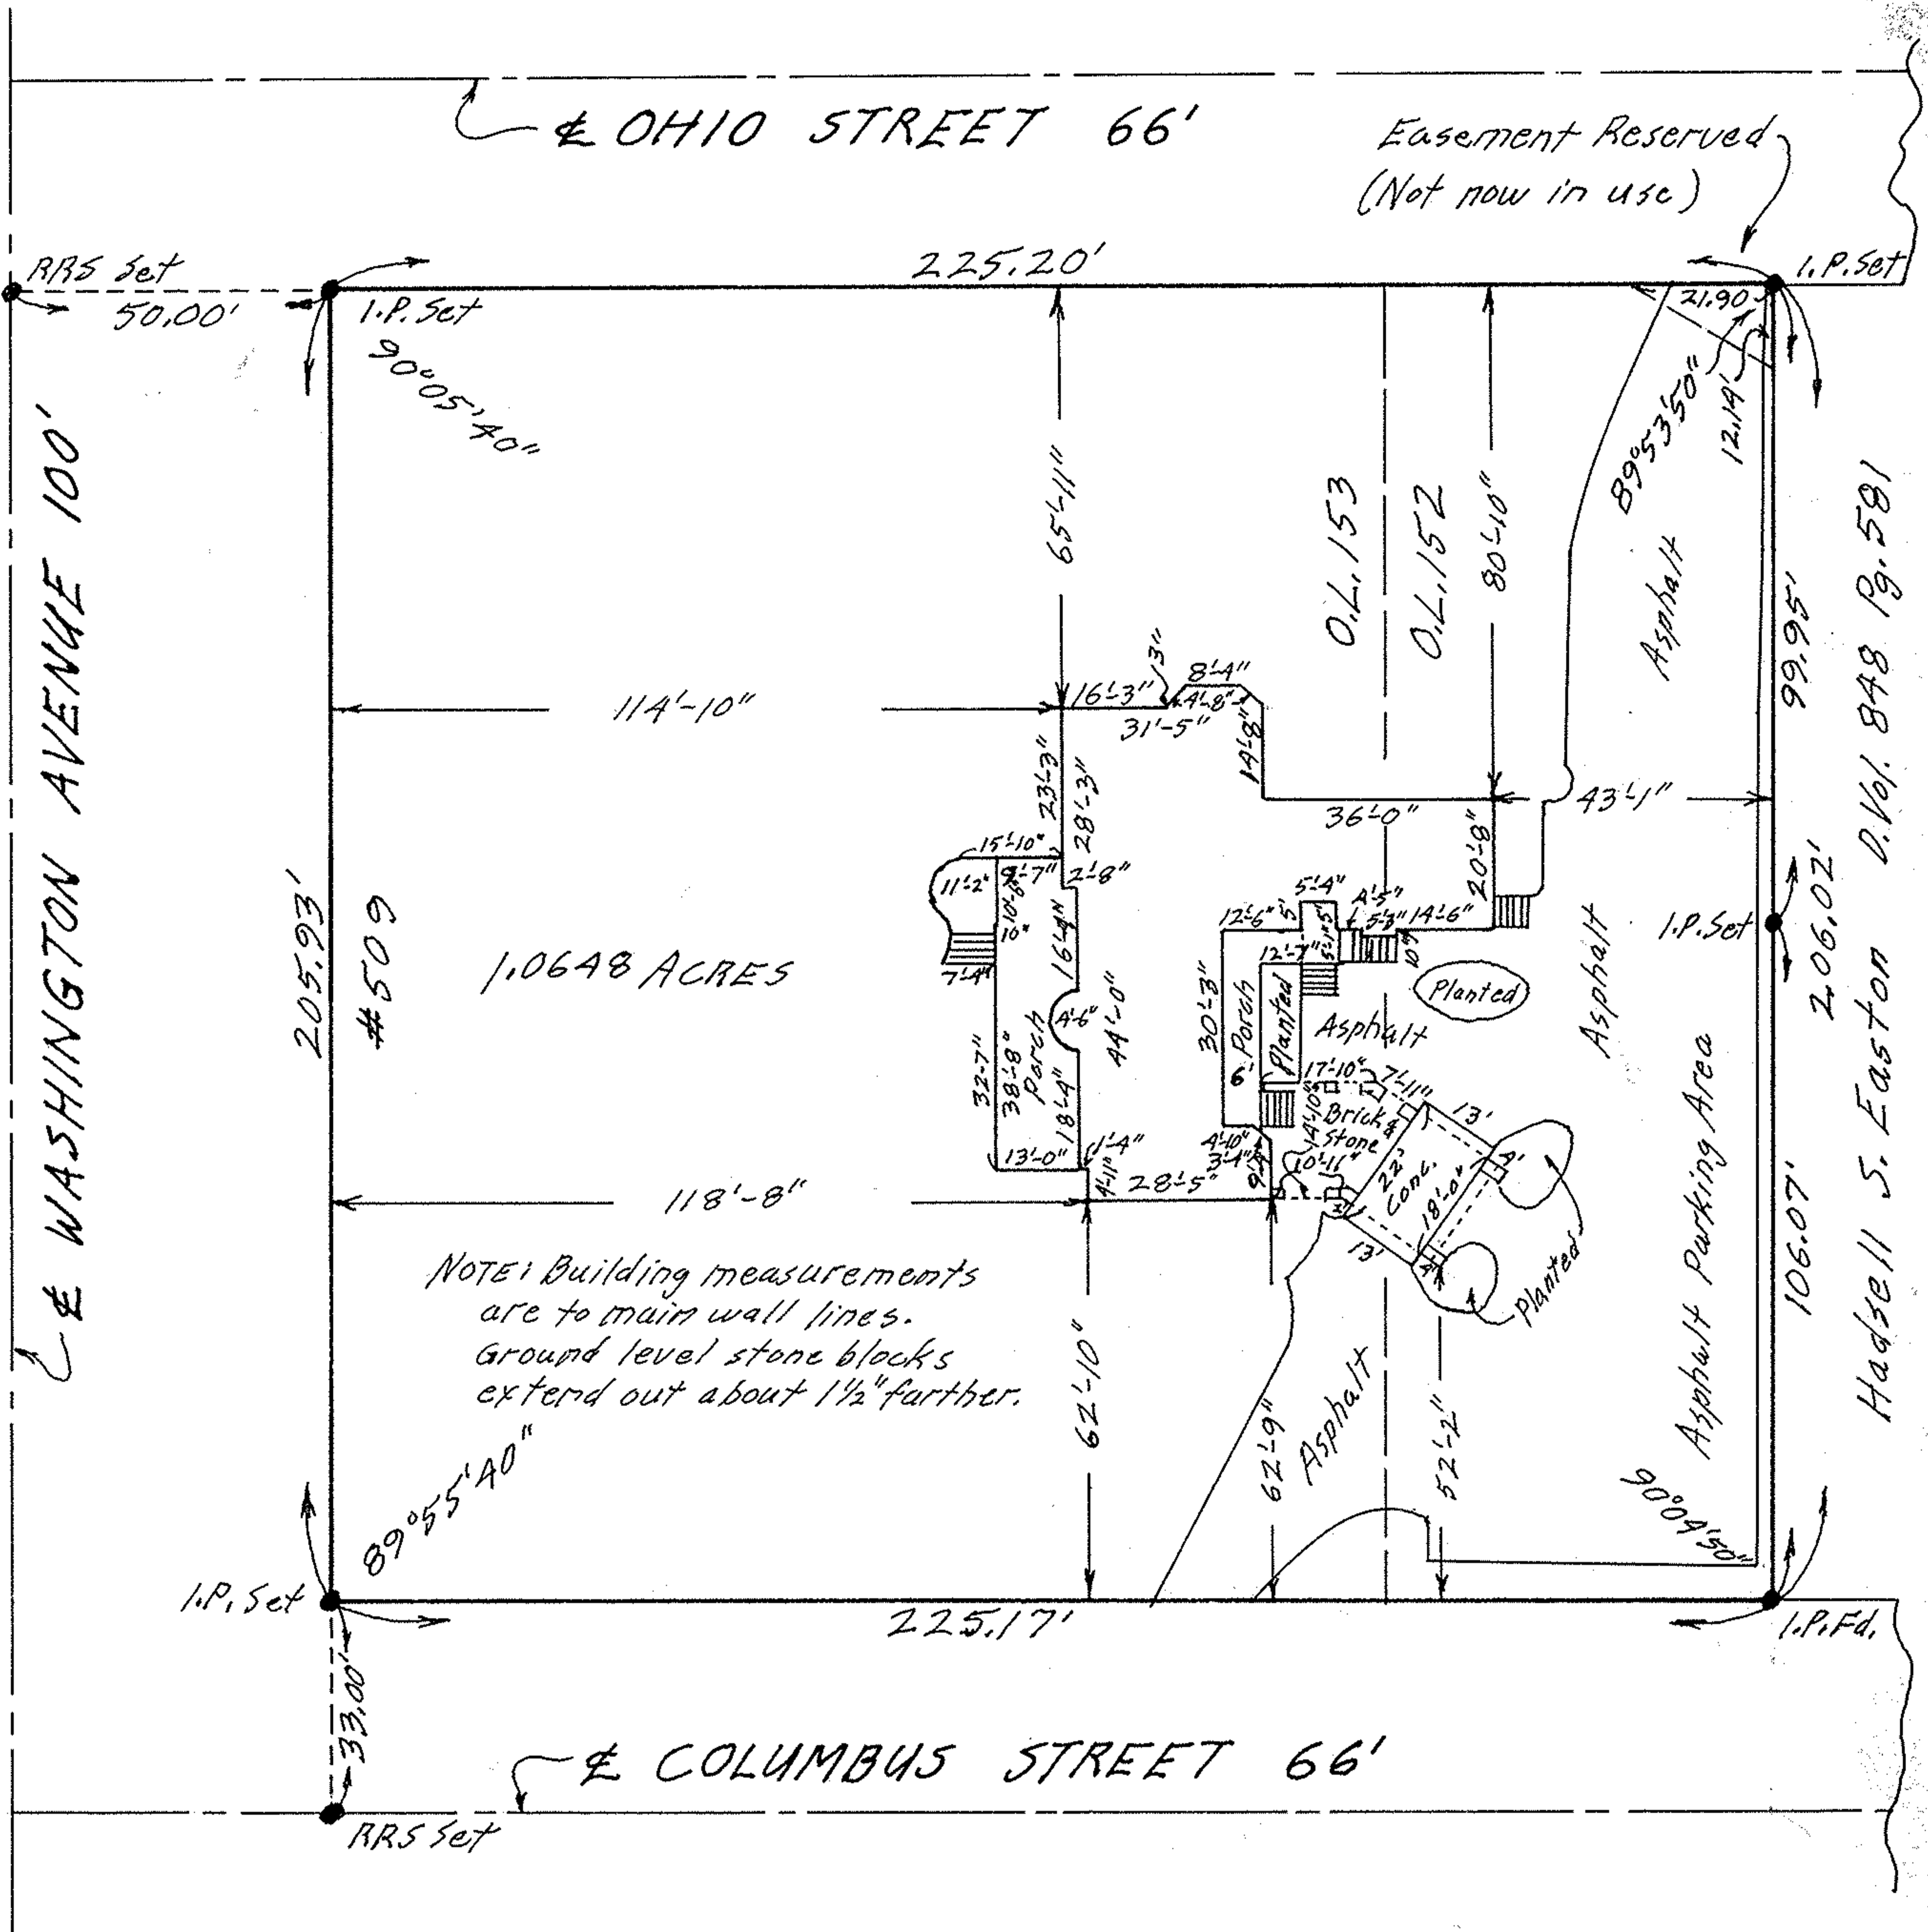 ℄ OHIO STREET 66'
Easement Reserved
(Not now in use)
RRS Set
50.00'
I.P. Set
225.20'
I.P. Set
21.90
90°05'40"
89°53'50"
12.14'
℄ WASHINGTON AVENUE 100'
205.93'
#509
1.0648 ACRES
65'-11"
O.L. 153
O.L. 152
80'-10"
Asphalt
99.95'
Hadsell S. Easton D. Vol. 848 Pg. 581
114'-10"
16'-3"
13"
8'-4"
4'-8"
31'-5"
14'-8"
36'-0"
43'-1"
23'-3"
28'-3"
20'-8"
15'-10"
11'-2"
2'-8"
10'-6"
10"
7'-4"
16'-4"
4'-6"
44'-0"
32'-7"
38'-8"
Porch
18'-4"
13'-0"
1'-4"
4'-11"
5'-4"
4'-5"
12'-6"
5'
5'-3"
14'-6"
12'-7"
30'-3"
6' Porch
Planted
Asphalt
Planted
Asphalt
I.P. Set
206.02'
17'-10"
7'-11"
14'-10"
Brick &
Stone
13'
4'-10"
3'-4"
10'-11"
28'-5"
22'
Conc.
18'-0"
4'
13'
4'
Planted
Asphalt Parking Area
106.07'
118'-8"
NOTE: Building measurements
are to main wall lines.
Ground level stone blocks
extend out about 1½" farther.
62'-10"
62'-9"
Asphalt
52'-2"
89°55'40"
90°04'50"
I.P. Set
225.17'
I.P. Fd.
33.00'
℄ COLUMBUS STREET 66'
RRS Set